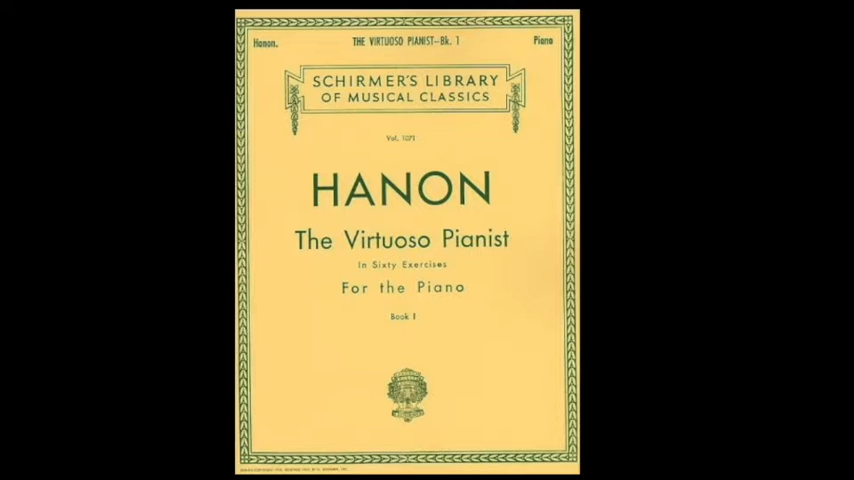 Hanon.
THE VIRTUOSO PIANIST—Bk. 1
Piano
SCHIRMER'S LIBRARY
OF MUSICAL CLASSICS
Vol. 1071
HANON
The Virtuoso Pianist
In Sixty Exercises
For the Piano
Book I